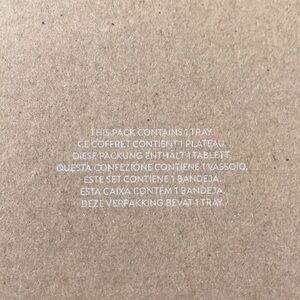 THIS PACK CONTAINS 1 TRAY.
CE COFFRET CONTIENT 1 PLATEAU.
DIESE PACKUNG ENTHÄLT 1 TABLETT.
QUESTA CONFEZIONE CONTIENE 1 VASSOIO.
ESTE SET CONTIENE 1 BANDEJA.
ESTA CAIXA CONTÉM 1 BANDEJA.
DEZE VERPAKKING BEVAT 1 TRAY.